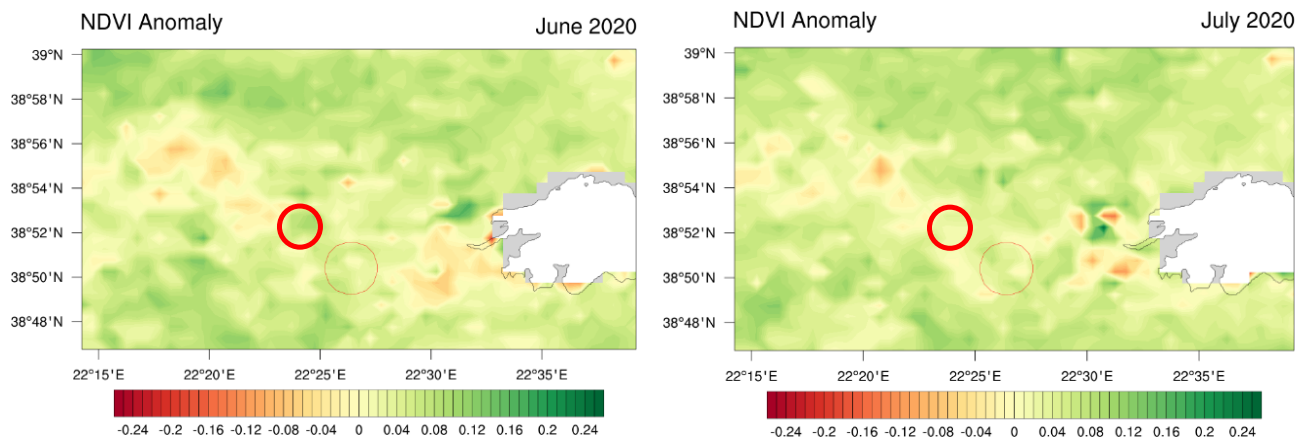 NDVI Anomaly June 2020
39°N
38°58'N
38°56'N
38°54'N
38°52'N
38°50'N
38°48'N
22°15'E 22°20'E 22°25'E 22°30'E 22°35'E
-0.24 -0.2 -0.16 -0.12 -0.08 -0.04 0 0.04 0.08 0.12 0.16 0.2 0.24
NDVI Anomaly July 2020
39°N
38°58'N
38°56'N
38°54'N
38°52'N
38°50'N
38°48'N
22°15'E 22°20'E 22°25'E 22°30'E 22°35'E
-0.24 -0.2 -0.16 -0.12 -0.08 -0.04 0 0.04 0.08 0.12 0.16 0.2 0.24